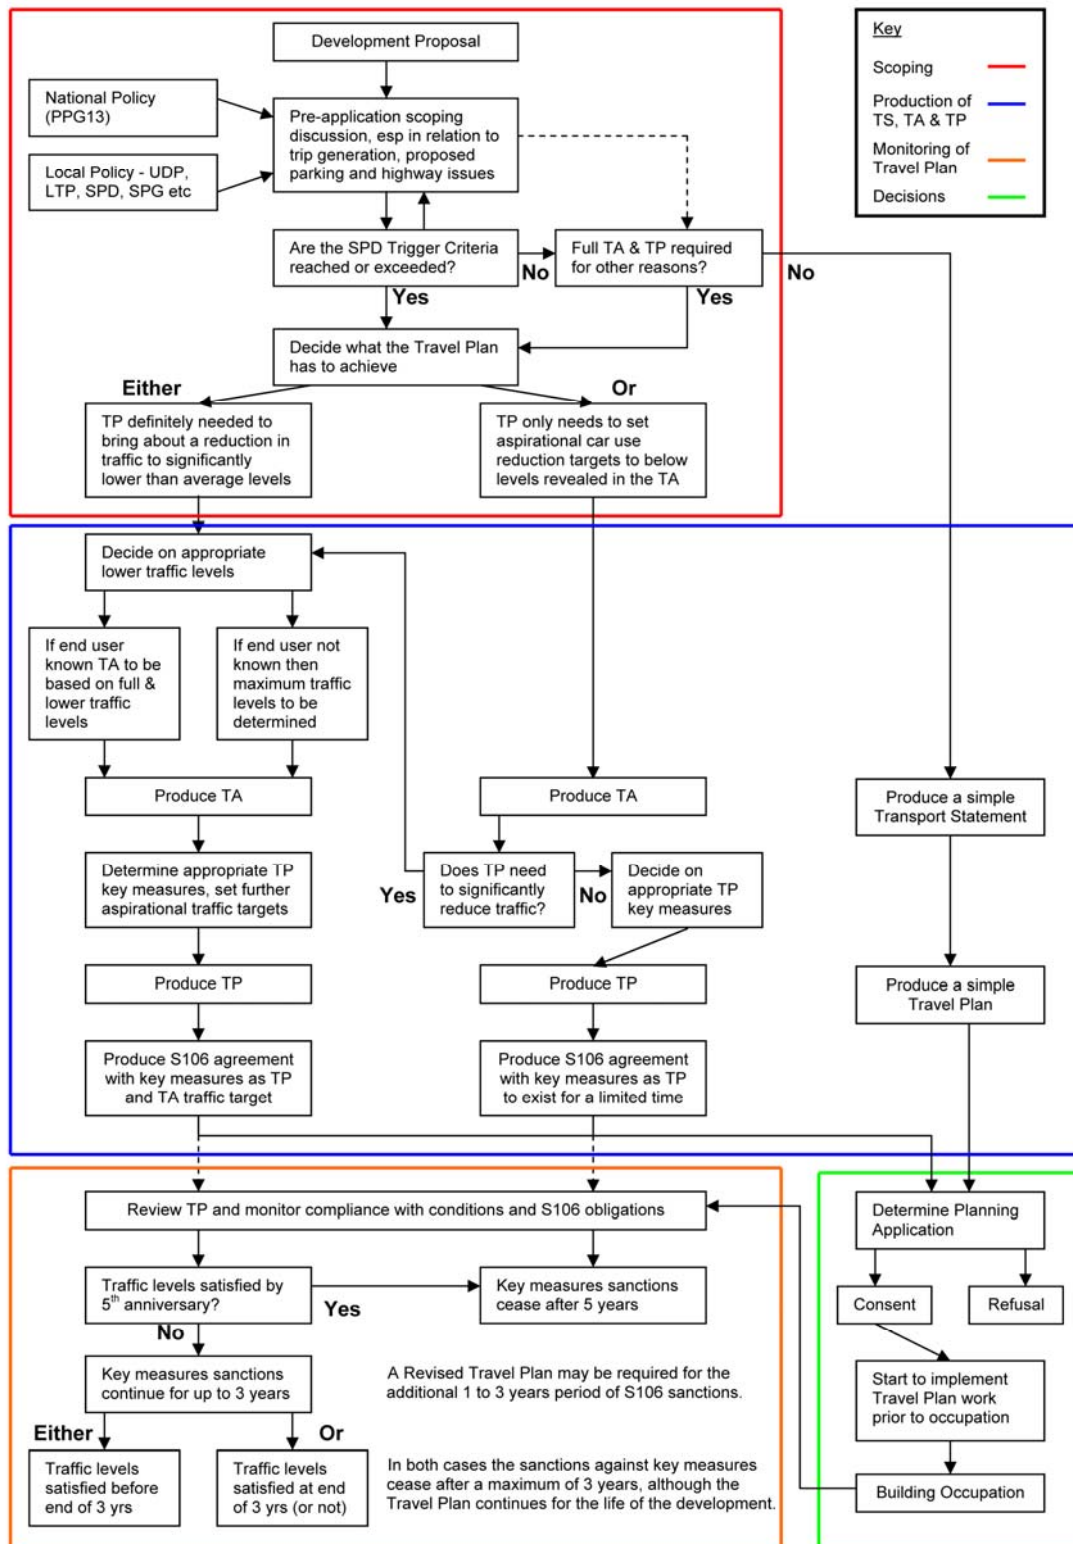 Development Proposal
Key
Scoping
Production of
TS, TA & TP
Monitoring of
Travel Plan
Decisions
National Policy
(PPG13)
Local Policy - UDP,
LTP, SPD, SPG etc
Pre-application scoping
discussion, esp in relation to
trip generation, proposed
parking and highway issues
Are the SPD Trigger Criteria
reached or exceeded?
No
Full TA & TP required
for other reasons?
No
Yes
Yes
Decide what the Travel Plan
has to achieve
Either
Or
TP definitely needed to
bring about a reduction in
traffic to significantly
lower than average levels
TP only needs to set
aspirational car use
reduction targets to below
levels revealed in the TA
Decide on appropriate
lower traffic levels
If end user
known TA to be
based on full &
lower traffic
levels
If end user not
known then
maximum traffic
levels to be
determined
Produce TA
Produce TA
Produce a simple
Transport Statement
Determine appropriate TP
key measures, set further
aspirational traffic targets
Yes
Does TP need
to significantly
reduce traffic?
No
Decide on
appropriate TP
key measures
Produce TP
Produce TP
Produce a simple
Travel Plan
Produce S106 agreement
with key measures as TP
and TA traffic target
Produce S106 agreement
with key measures as TP
to exist for a limited time
Review TP and monitor compliance with conditions and S106 obligations
Determine Planning
Application
Traffic levels satisfied by
5th anniversary?
Yes
Key measures sanctions
cease after 5 years
Consent
Refusal
No
Key measures sanctions
continue for up to 3 years
A Revised Travel Plan may be required for the
additional 1 to 3 years period of S106 sanctions.
Start to implement
Travel Plan work
prior to occupation
Either
Or
Traffic levels
satisfied before
end of 3 yrs
Traffic levels
satisfied at end
of 3 yrs (or not)
In both cases the sanctions against key measures
cease after a maximum of 3 years, although the
Travel Plan continues for the life of the development.
Building Occupation